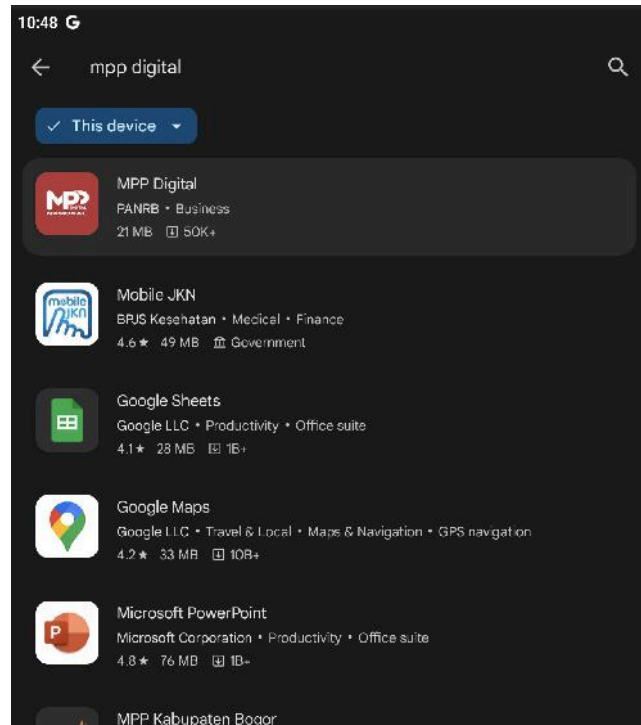 10:48 G
mpp digital
This device
MPP Digital
PANRB • Business
21 MB 50K+
Mobile JKN
BPJS Kesehatan • Medical • Finance
4.6★ 49 MB Government
Google Sheets
Google LLC • Productivity • Office suite
4.1★ 28 MB 1B+
Google Maps
Google LLC • Travel & Local • Maps & Navigation • GPS navigation
4.2★ 33 MB 10B+
Microsoft PowerPoint
Microsoft Corporation • Productivity • Office suite
4.8★ 76 MB 1B+
MPP Kabupaten Bogor
MPP
mobile
JKN
P